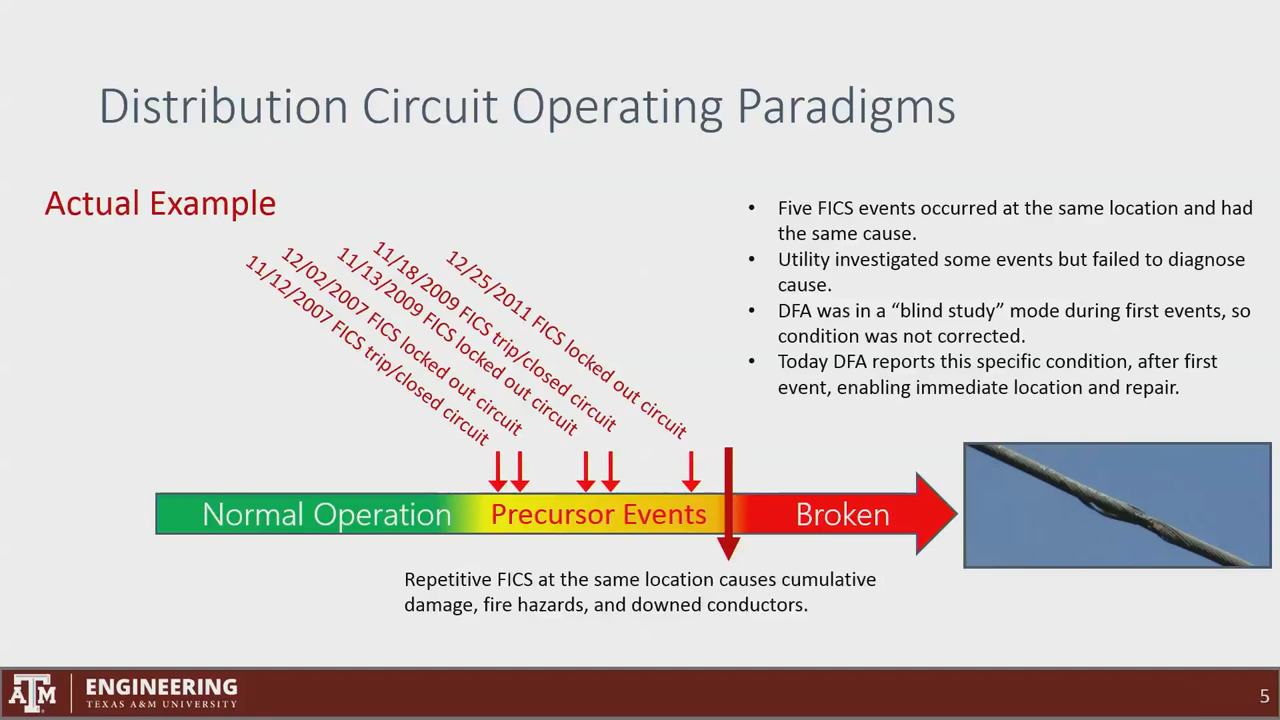 Distribution Circuit Operating Paradigms
Actual Example
11/12/2007 FICS trip/closed circuit
12/02/2007 FICS locked out circuit
11/13/2009 FICS locked out circuit
11/18/2009 FICS trip/closed circuit
12/25/2011 FICS locked out circuit
• Five FICS events occurred at the same location and had
the same cause.
• Utility investigated some events but failed to diagnose
cause.
• DFA was in a “blind study” mode during first events, so
condition was not corrected.
• Today DFA reports this specific condition, after first
event, enabling immediate location and repair.
Normal Operation
Precursor Events
Broken
Repetitive FICS at the same location causes cumulative
damage, fire hazards, and downed conductors.
ATM
ENGINEERING
TEXAS A&M UNIVERSITY
5